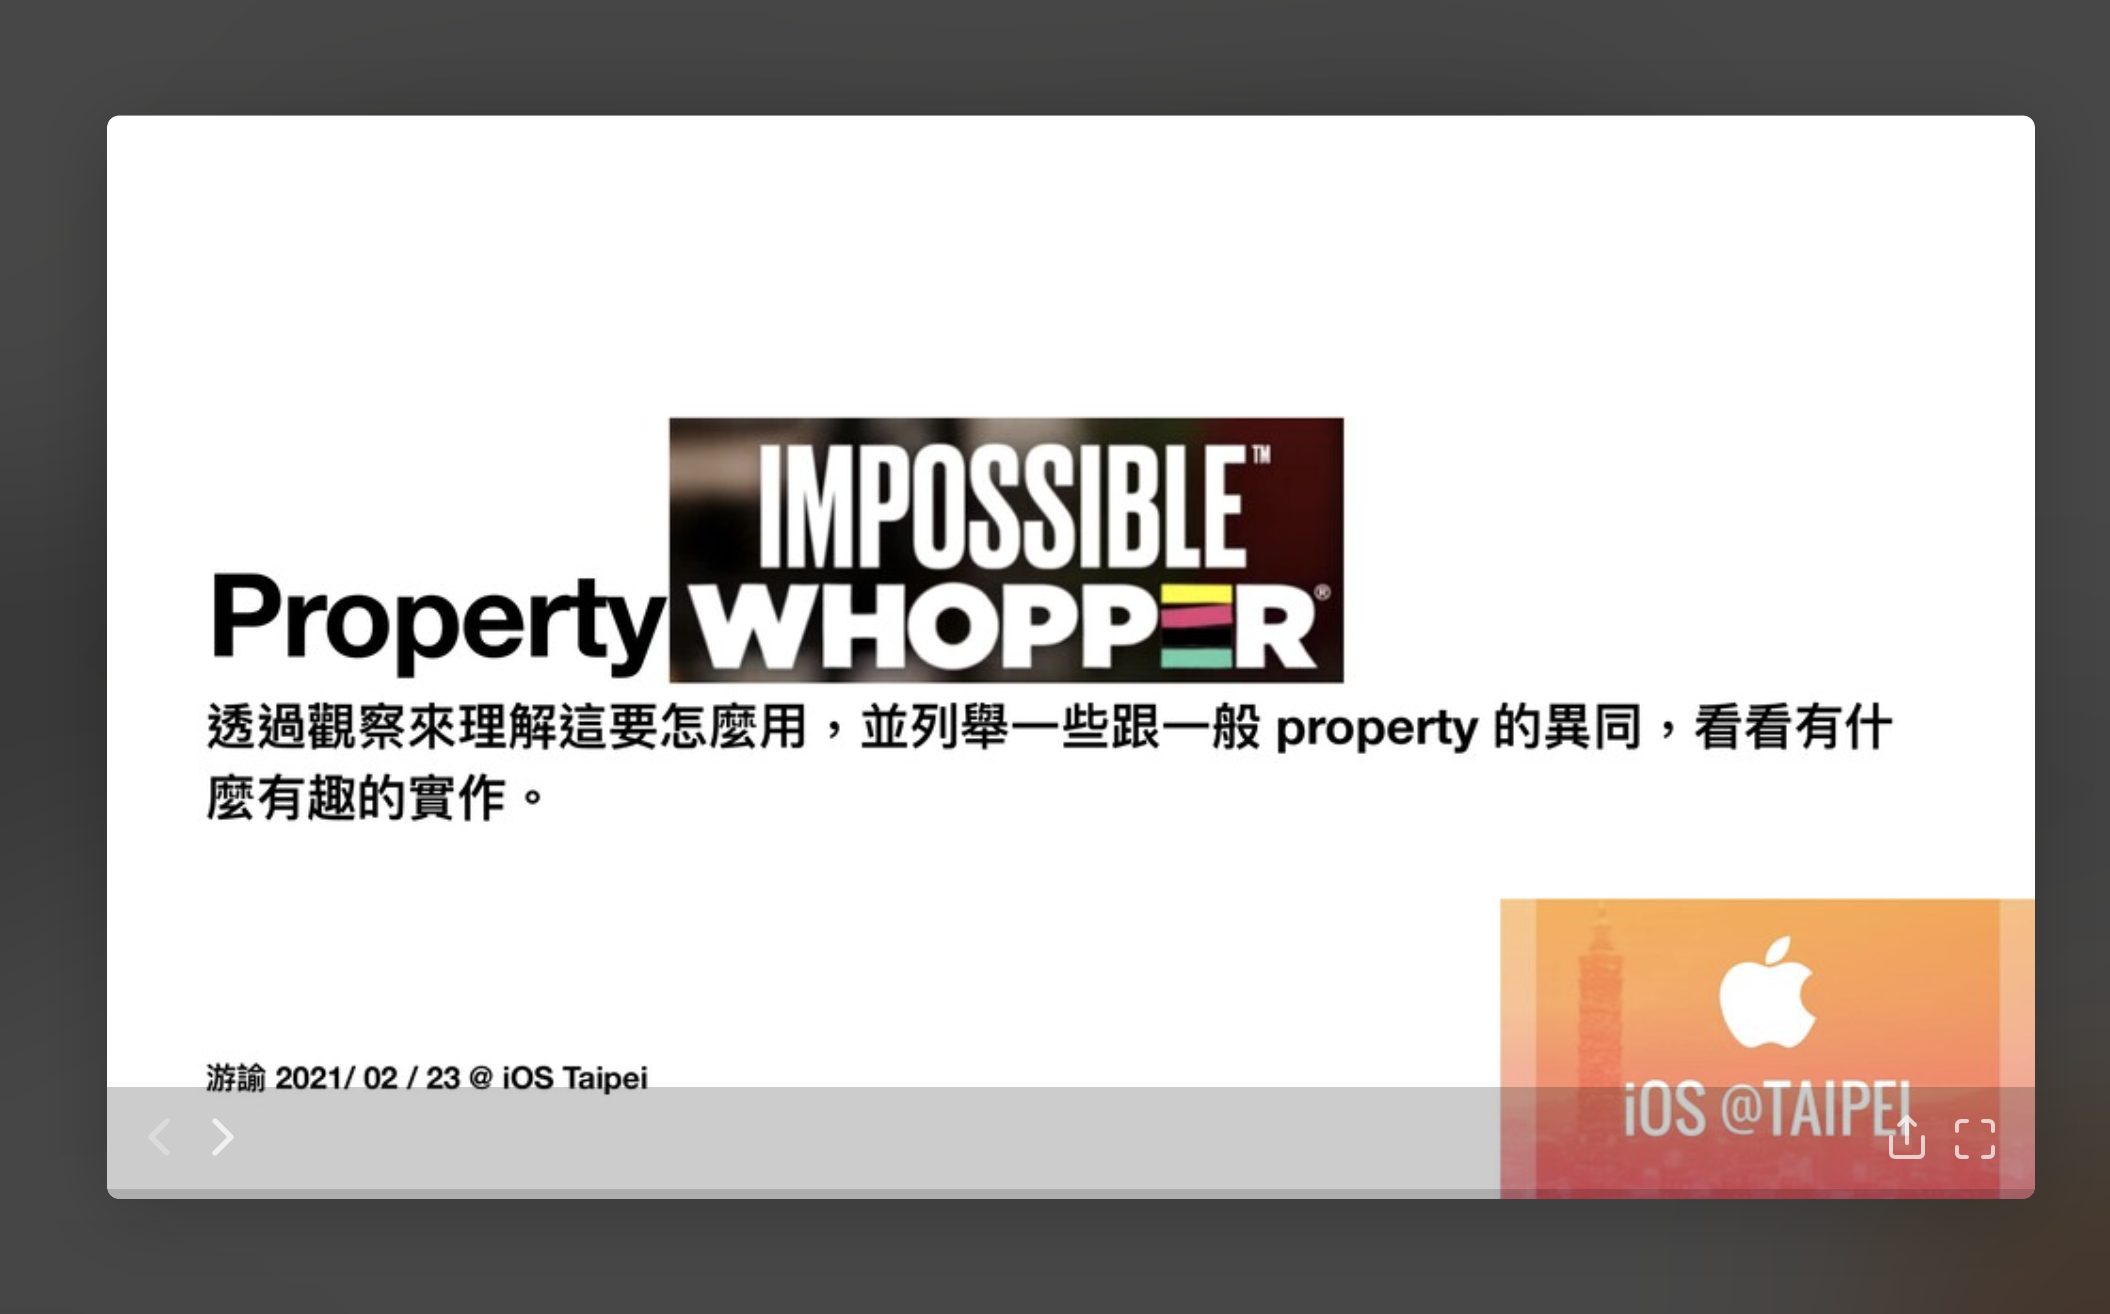 IMPOSSIBLE™
Property WHOPPER®
透過觀察來理解這要怎麼用，並列舉一些跟一般 property 的異同，看看有什
麼有趣的實作。
游諭 2021/ 02 / 23 @ iOS Taipei
iOS @TAIPEI